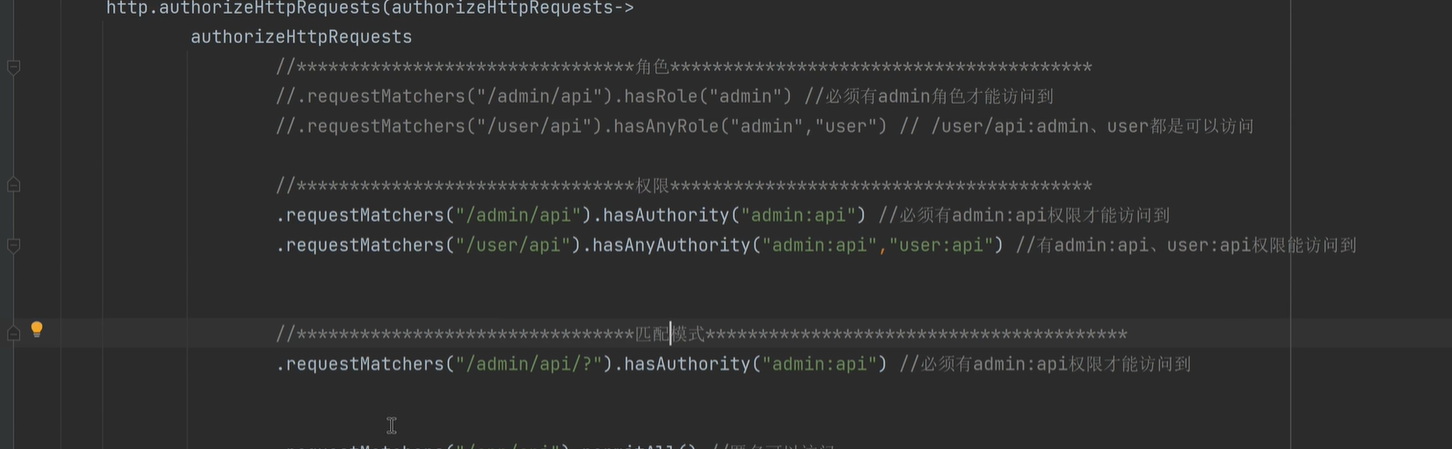 http.authorizeHttpRequests(authorizeHttpRequests->
authorizeHttpRequests
//********************************角色****************************************
//.requestMatchers("/admin/api").hasRole("admin") //必须有admin角色才能访问到
//.requestMatchers("/user/api").hasAnyRole("admin","user") // /user/api:admin、user都是可以访问
//********************************权限****************************************
.requestMatchers("/admin/api").hasAuthority("admin:api") //必须有admin:api权限才能访问到
.requestMatchers("/user/api").hasAnyAuthority("admin:api","user:api") //有admin:api、user:api权限能访问到
//********************************匹配模式****************************************
.requestMatchers("/admin/api/?").hasAuthority("admin:api") //必须有admin:api权限才能访问到